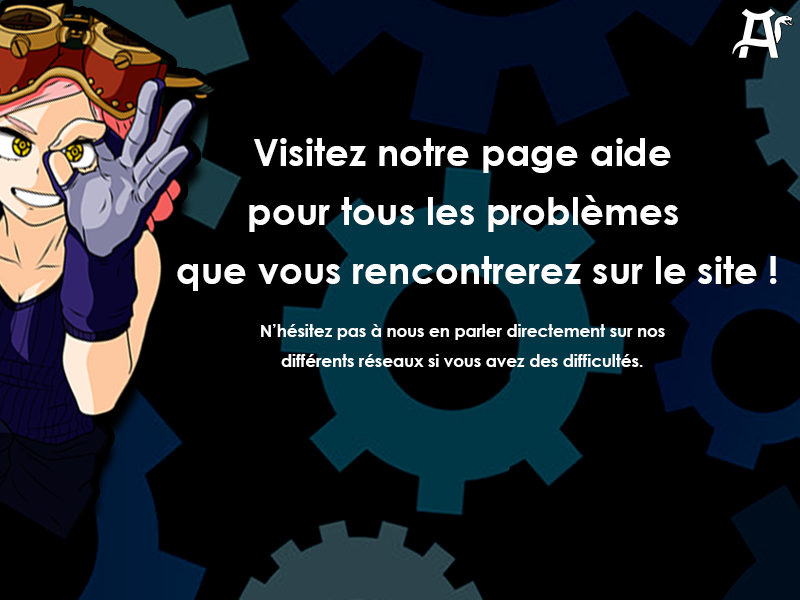 Visitez notre page aide
pour tous les problèmes
que vous rencontrerez sur le site !
N'hésitez pas à nous en parler directement sur nos
différents réseaux si vous avez des difficultés.